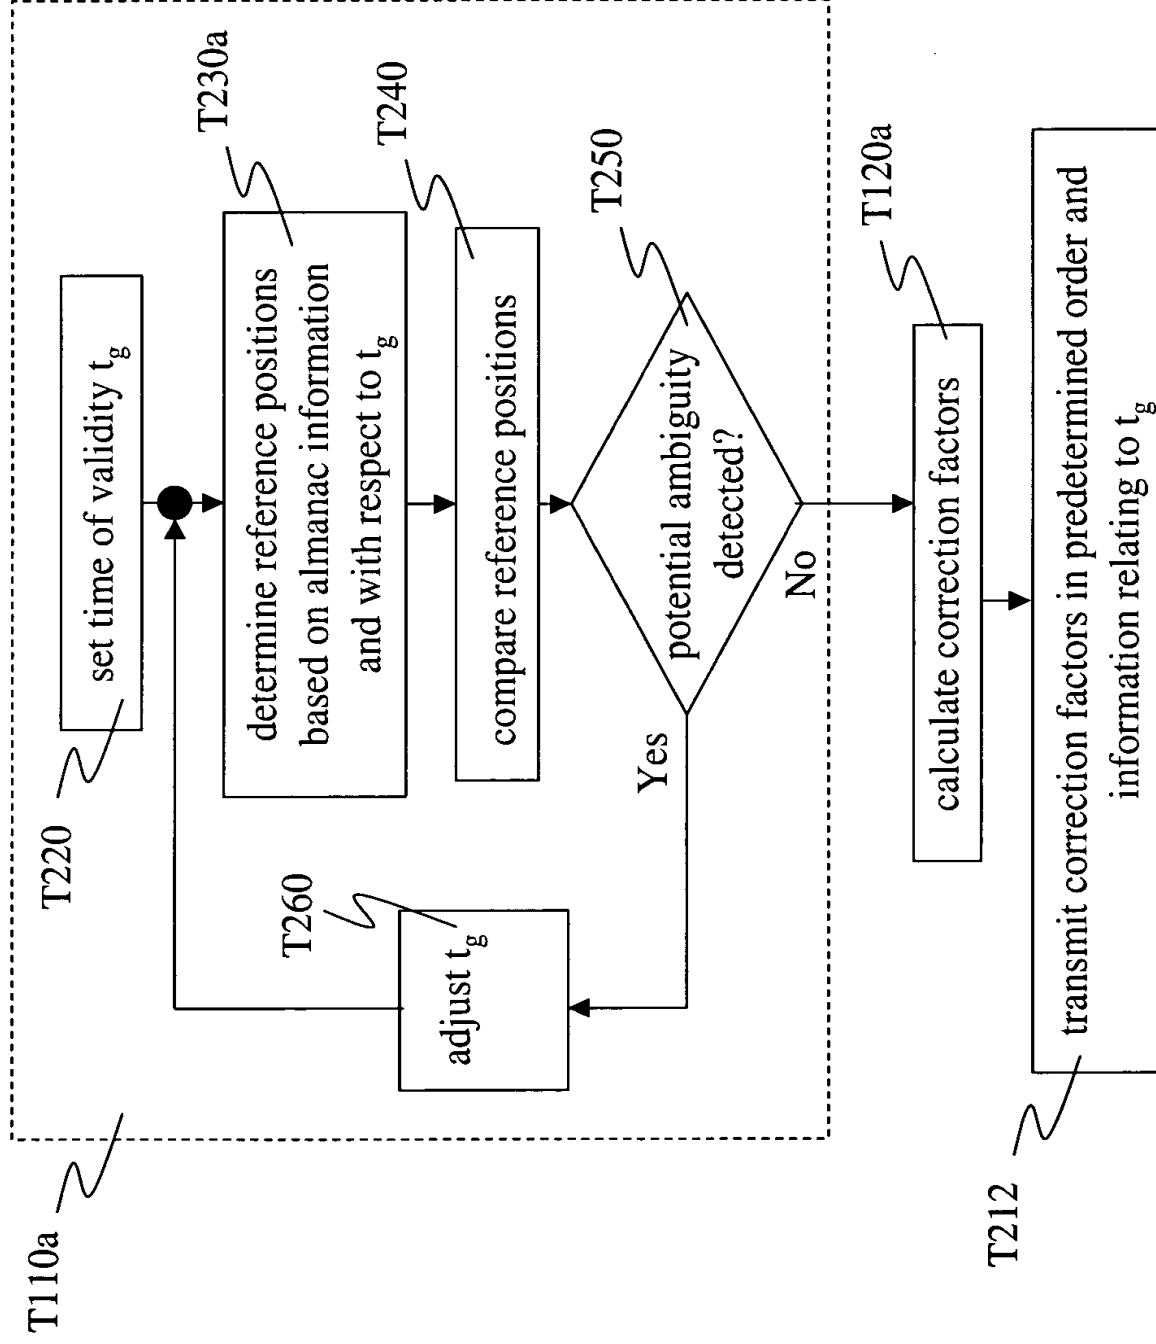 T110a
T220
set time of validity t_g
T230a
determine reference positions
based on almanac information
and with respect to t_g
T240
compare reference positions
T250
potential ambiguity
detected?
Yes
No
T260
adjust t_g
T120a
calculate correction factors
T212
transmit correction factors in predetermined order and
information relating to t_g